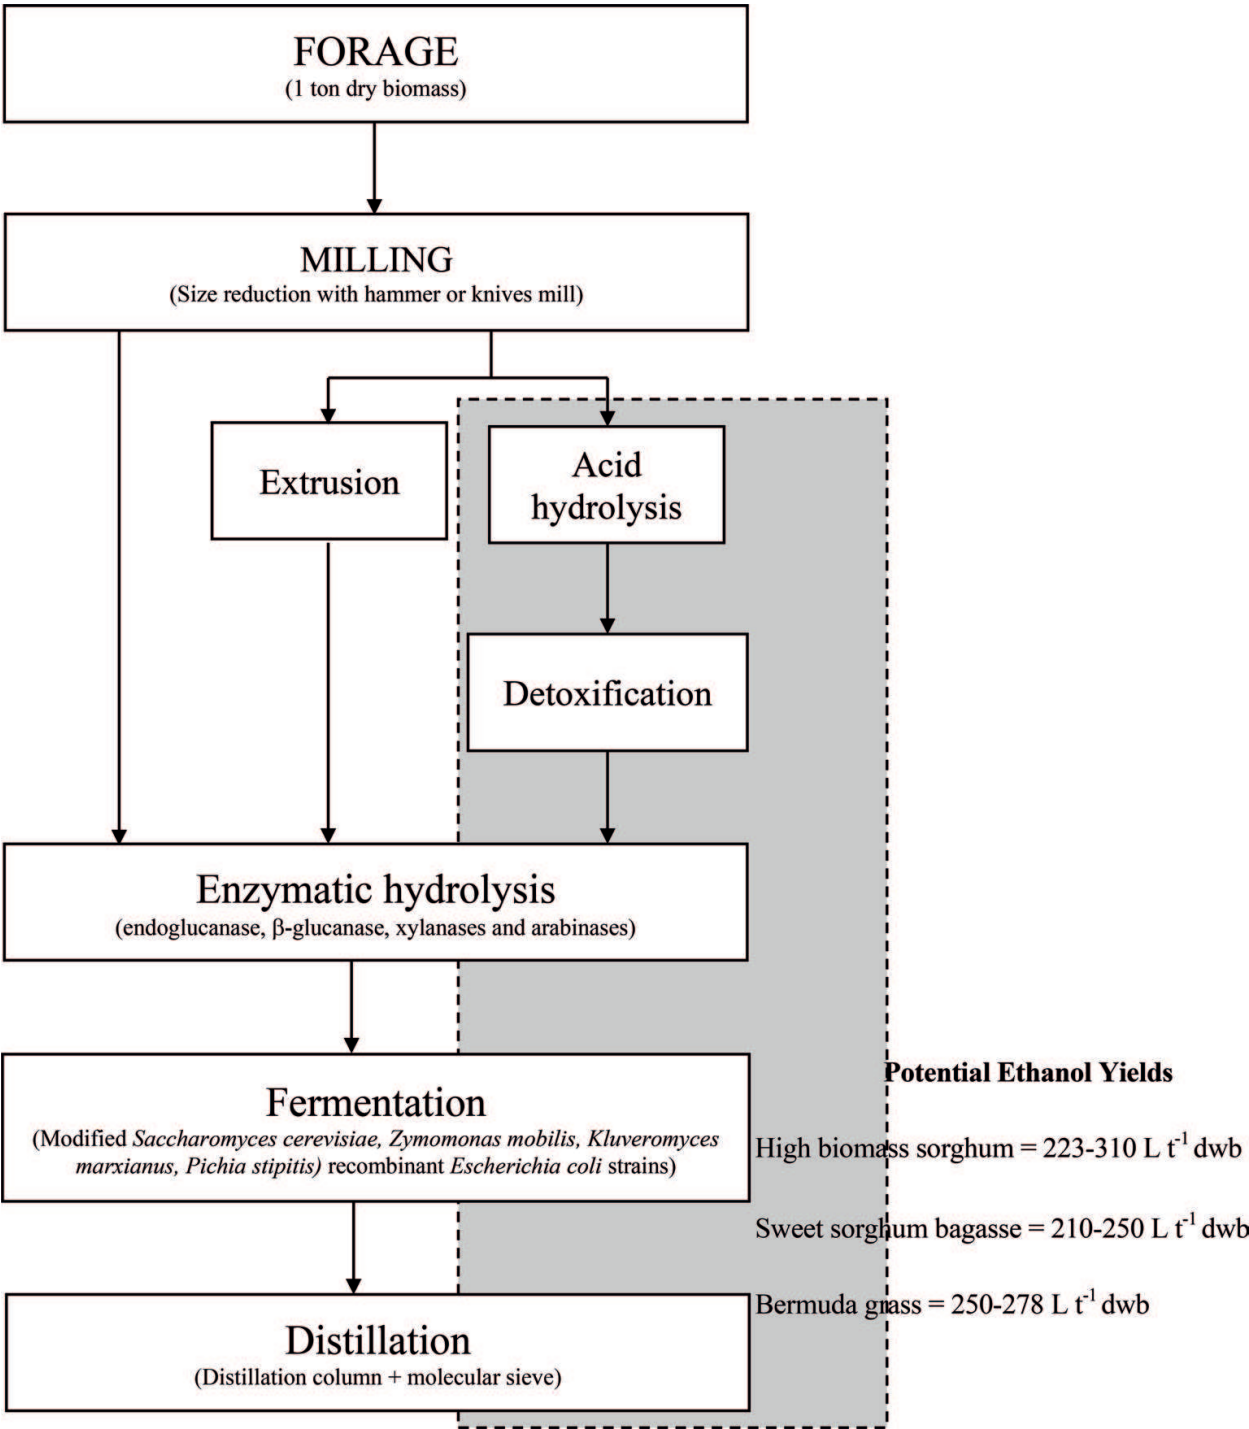 FORAGE
(1 ton dry biomass)
MILLING
(Size reduction with hammer or knives mill)
Extrusion
Acid
hydrolysis
Detoxification
Enzymatic hydrolysis
(endoglucanase, β-glucanase, xylanases and arabinases)
Fermentation
(Modified Saccharomyces cerevisiae, Zymomonas mobilis, Kluveromyces
marxianus, Pichia stipitis) recombinant Escherichia coli strains)
Distillation
(Distillation column + molecular sieve)
Potential Ethanol Yields
High biomass sorghum = 223-310 L t⁻¹ dwb
Sweet sorghum bagasse = 210-250 L t⁻¹ dwb
Bermuda grass = 250-278 L t⁻¹ dwb